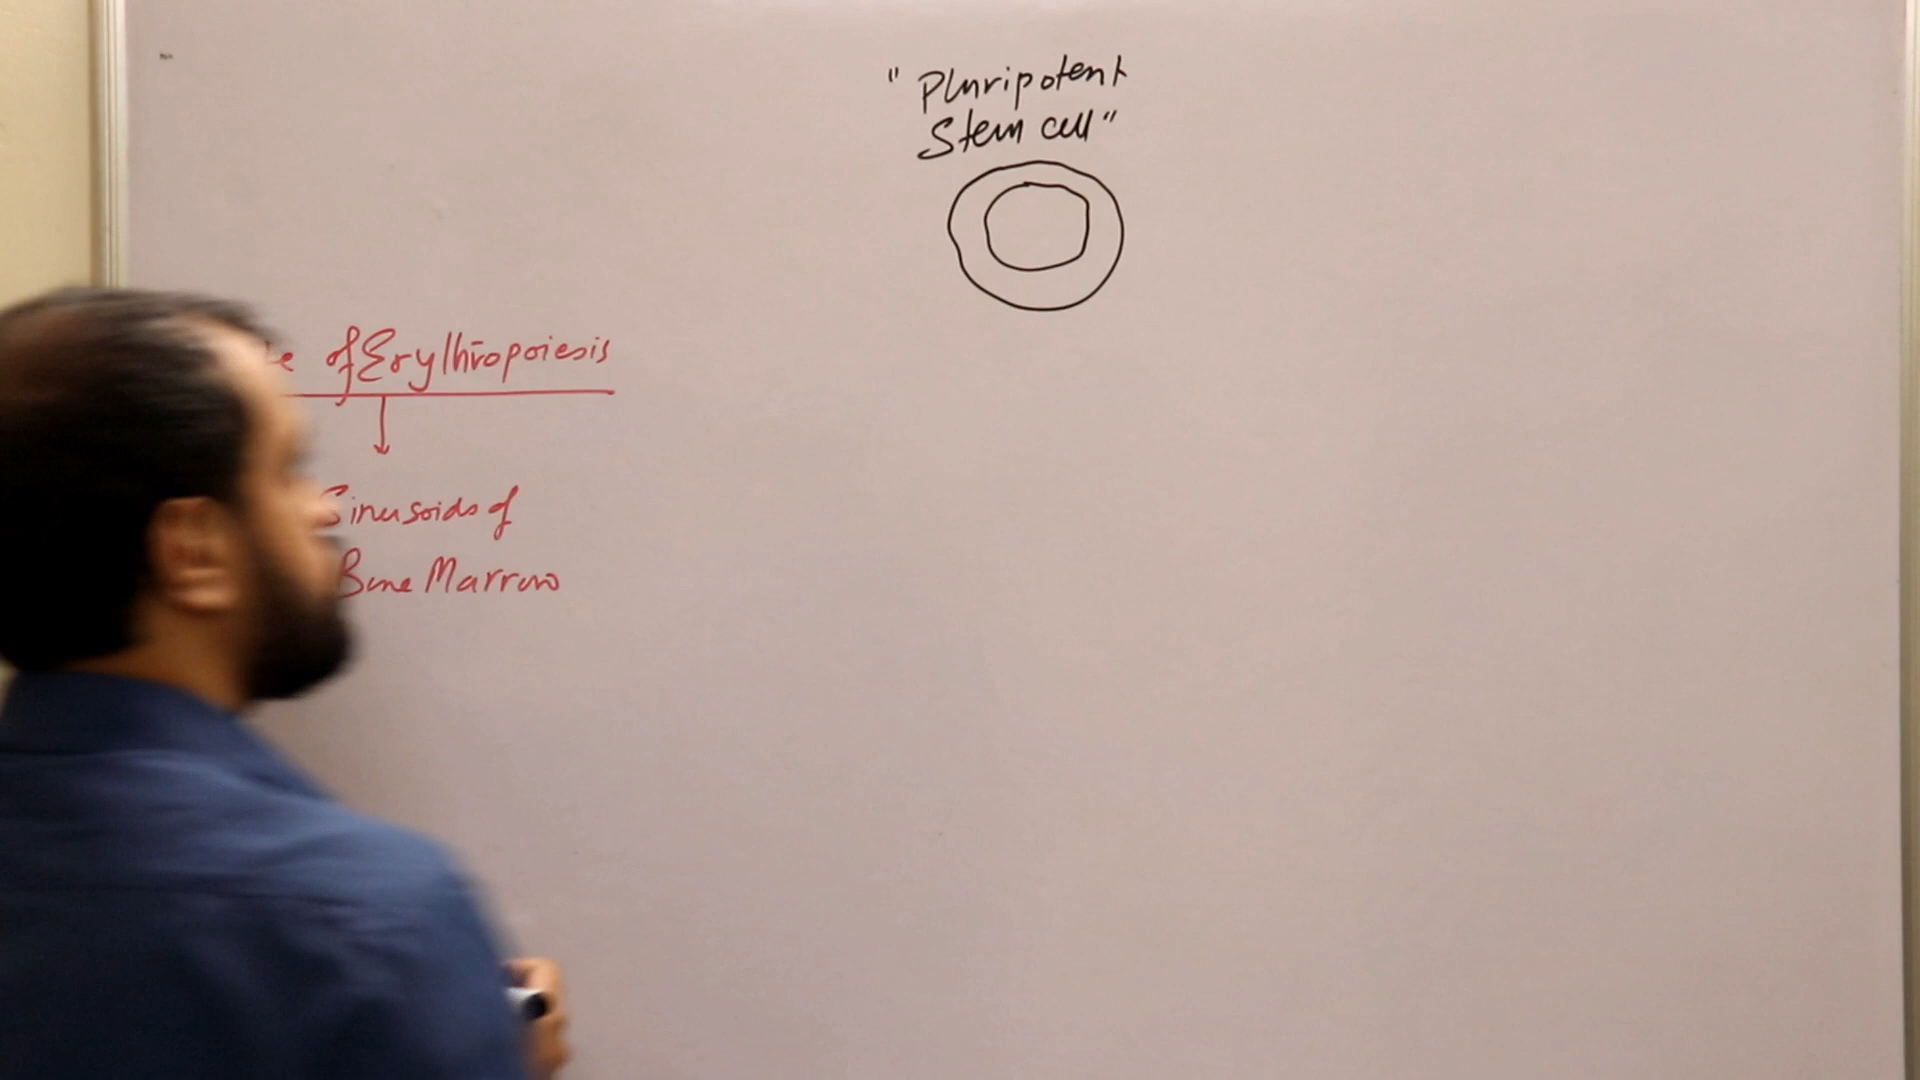 " Pluripotent
Stem cell "
of Erythropoiesis
Sinusoids of
Bone Marrow